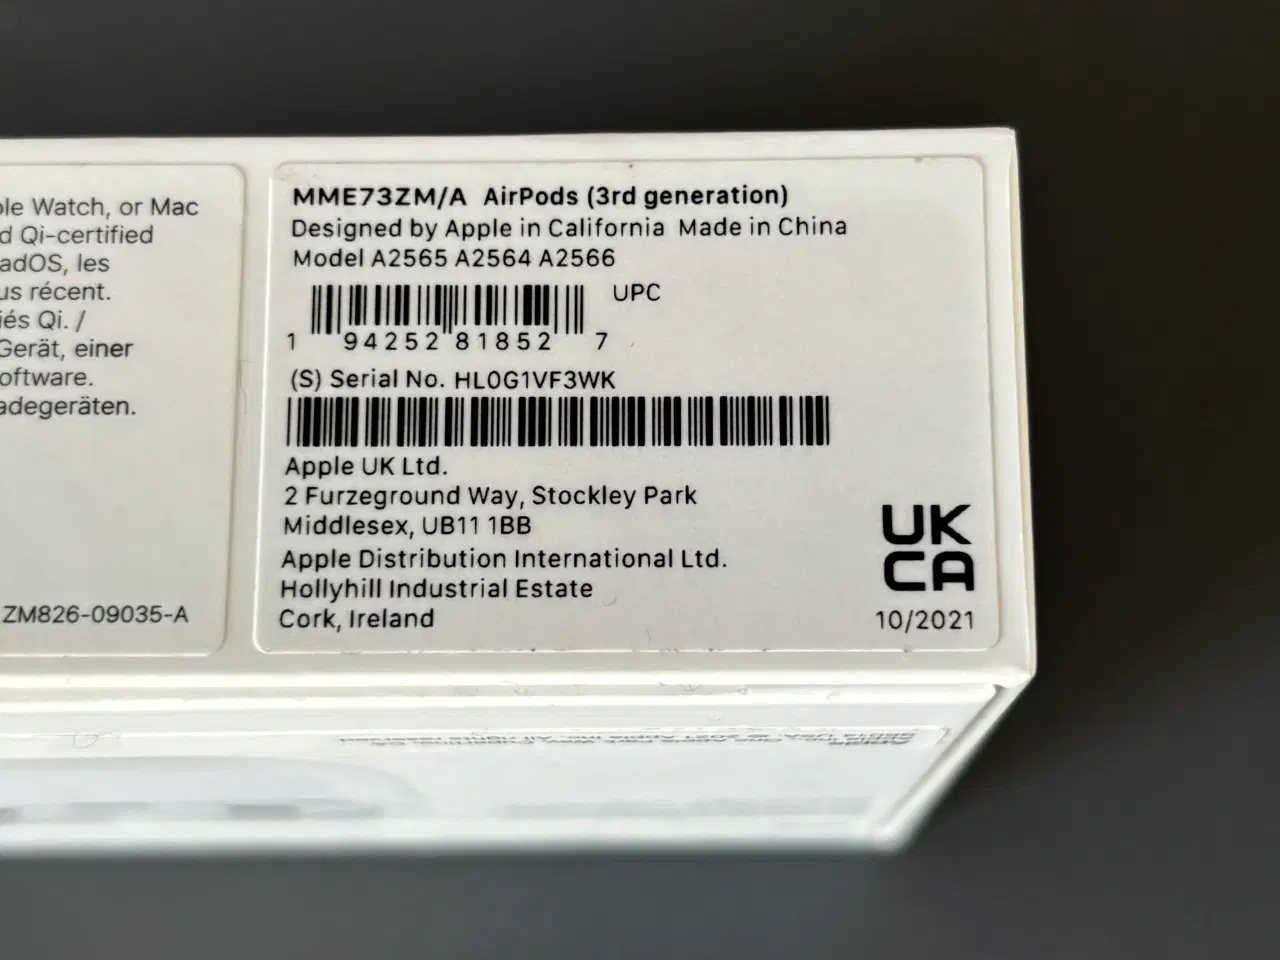 ple Watch, or Mac
d Qi-certified
adOS, les
us récent.
iés Qi. /
Gerät, einer
oftware.
adegeräten.
ZM826-09035-A
MME73ZM/A AirPods (3rd generation)
Designed by Apple in California Made in China
Model A2565 A2564 A2566
UPC
1 94252 81852 7
(S) Serial No. HL0G1VF3WK
Apple UK Ltd.
2 Furzeground Way, Stockley Park
Middlesex, UB11 1BB
Apple Distribution International Ltd.
Hollyhill Industrial Estate
Cork, Ireland
UK
CA
10/2021